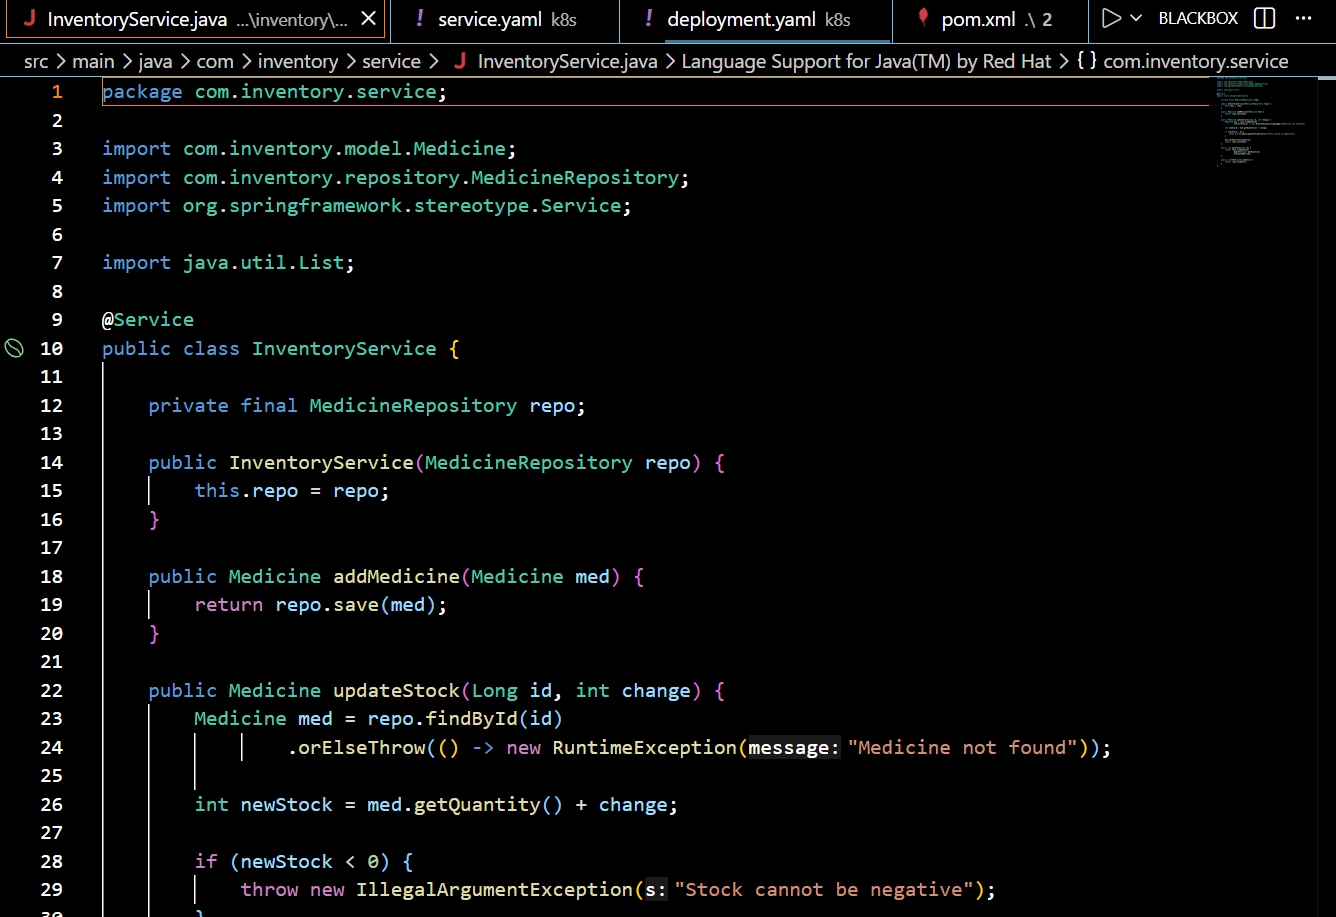 InventoryService.java ...\inventory\... ! service.yaml k8s ! deployment.yaml k8s pom.xml .\ 2 BLACKBOX ...
src > main > java > com > inventory > service > InventoryService.java > Language Support for Java(TM) by Red Hat > { } com.inventory.service
1 package com.inventory.service;
2
3 import com.inventory.model.Medicine;
4 import com.inventory.repository.MedicineRepository;
5 import org.springframework.stereotype.Service;
6
7 import java.util.List;
8
9 @Service
10 public class InventoryService {
11
12 private final MedicineRepository repo;
13
14 public InventoryService(MedicineRepository repo) {
15 this.repo = repo;
16 }
17
18 public Medicine addMedicine(Medicine med) {
19 return repo.save(med);
20 }
21
22 public Medicine updateStock(Long id, int change) {
23 Medicine med = repo.findById(id)
24 .orElseThrow(() -> new RuntimeException(message: "Medicine not found"));
25
26 int newStock = med.getQuantity() + change;
27
28 if (newStock < 0) {
29 throw new IllegalArgumentException(s: "Stock cannot be negative");
30 }